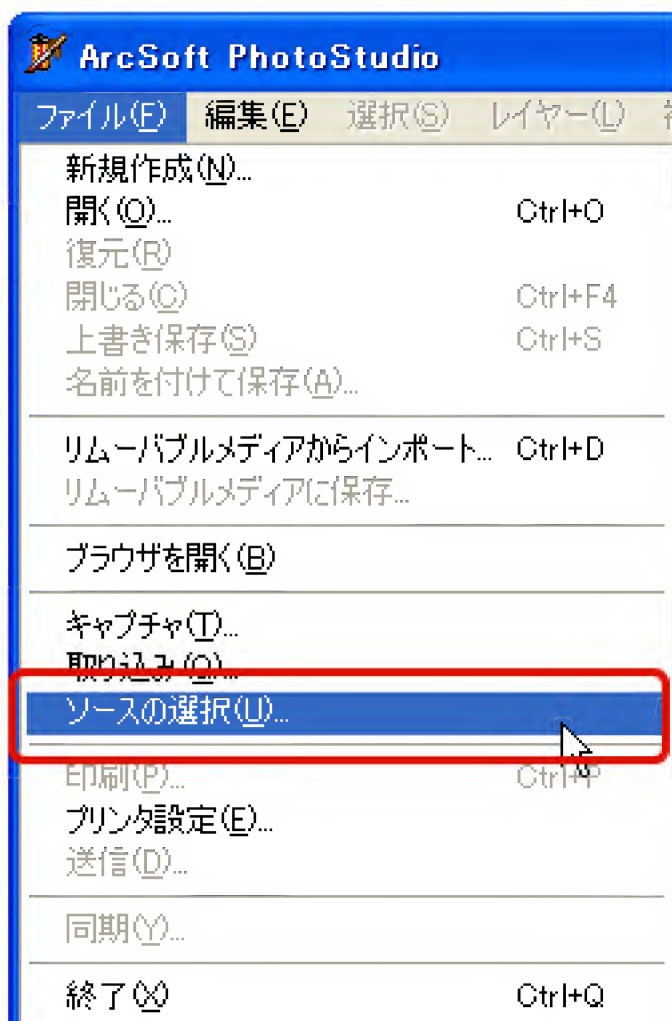 ArcSoft PhotoStudio
ファイル(F) 編集(E) 選択(S) レイヤー(L)
新規作成(N)...
開く(O)... Ctrl+O
復元(R)
閉じる(C) Ctrl+F4
上書き保存(S) Ctrl+S
名前を付けて保存(A)...
リムーバブルメディアからインポート... Ctrl+D
リムーバブルメディアに保存...
ブラウザを開く(B)
キャプチャ(T)...
取り込み(Q)...
ソースの選択(U)...
印刷(P)... Ctrl+P
プリンタ設定(E)...
送信(D)...
同期(Y)...
終了(X) Ctrl+Q